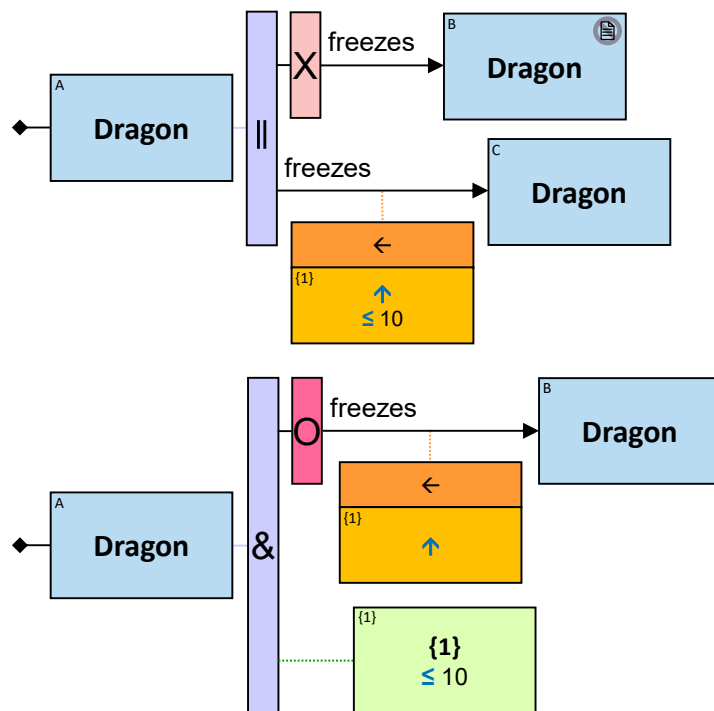 freezes
B
X
Dragon
A
Dragon
||
C
freezes
Dragon
←
{1}
↑
≤ 10
B
freezes
O
Dragon
←
A
{1}
Dragon
&
↑
{1}
{1}
≤ 10